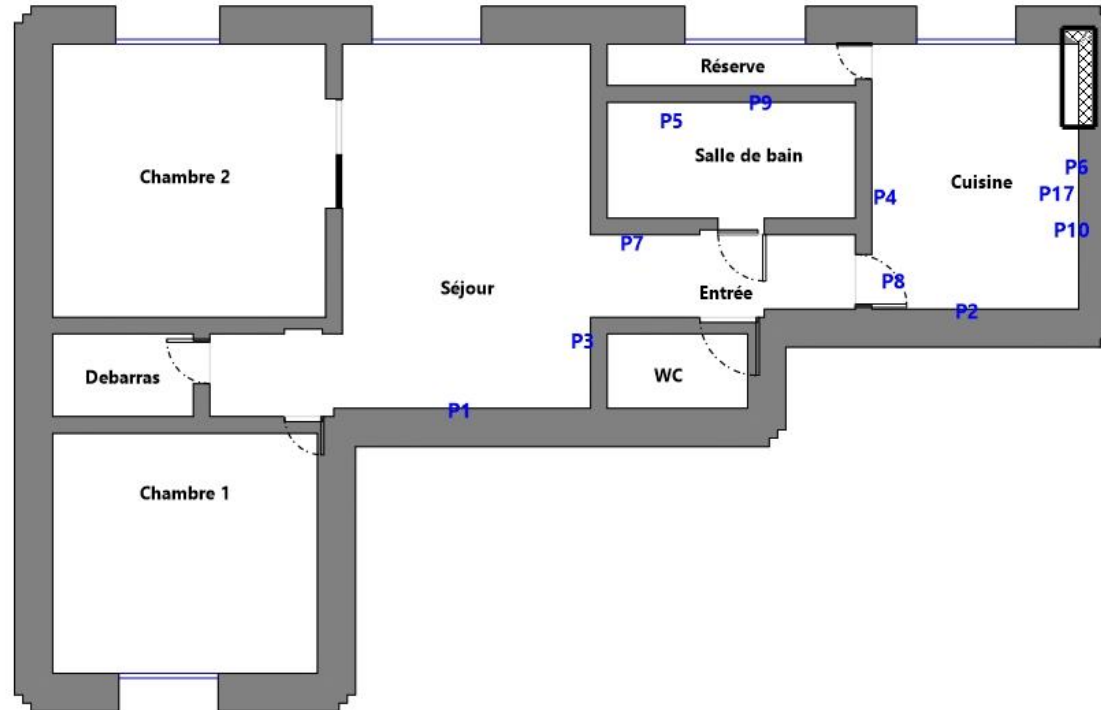 Réserve
P9
P5
Salle de bain
Chambre 2
P6
Cuisine
P17
P4
P10
P7
P8
Séjour
Entrée
P2
P3
Debarras
WC
P1
Chambre 1